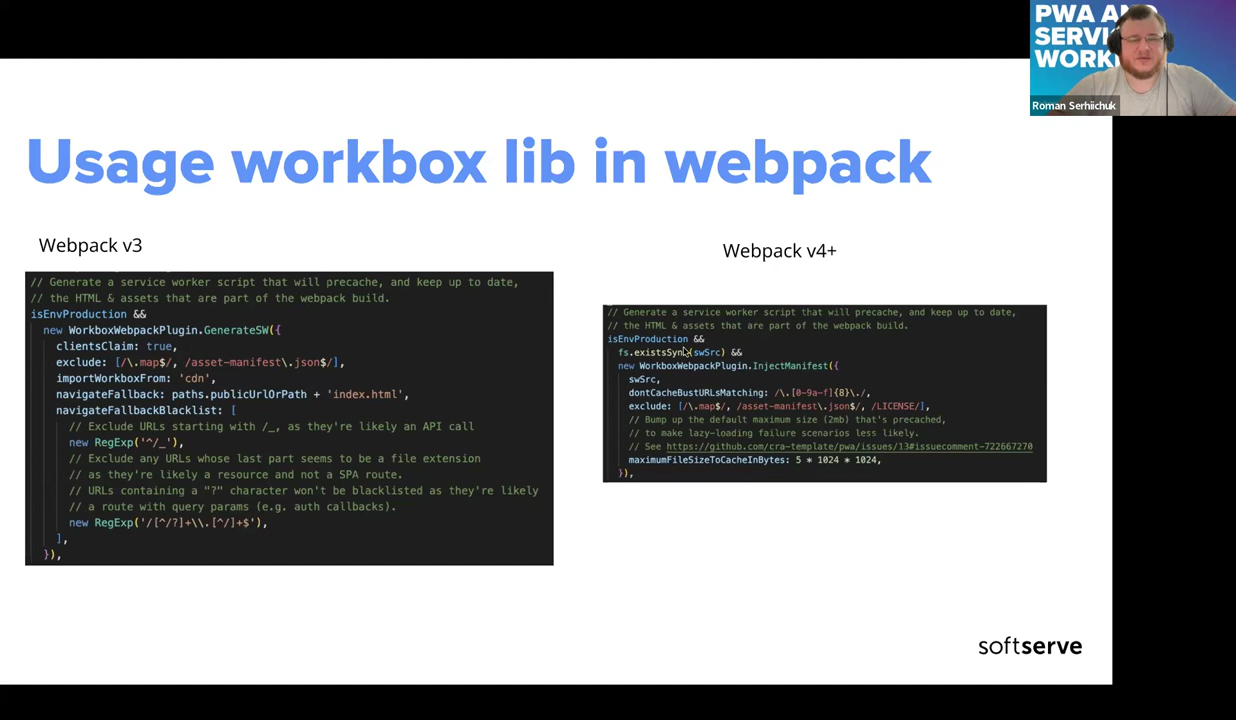 PWA AND
SERVI
WORK
Roman Serhiichuk
Usage workbox lib in webpack
Webpack v3
// Generate a service worker script that will precache, and keep up to date,
// the HTML & assets that are part of the webpack build.
isEnvProduction &&
new WorkboxWebpackPlugin.GenerateSW({
clientsClaim: true,
exclude: [/\.map$/, /asset-manifest\.json$/],
importWorkboxFrom: 'cdn',
navigateFallback: paths.publicUrlOrPath + 'index.html',
navigateFallbackBlacklist: [
// Exclude URLs starting with /_, as they're likely an API call
new RegExp('^/_'),
// Exclude any URLs whose last part seems to be a file extension
// as they're likely a resource and not a SPA route.
// URLs containing a "?" character won't be blacklisted as they're likely
// a route with query params (e.g. auth callbacks).
new RegExp('/[^/?]+\\.[^/]+$'),
],
}),
Webpack v4+
// Generate a service worker script that will precache, and keep up to date,
// the HTML & assets that are part of the webpack build.
isEnvProduction &&
fs.existsSync(swSrc) &&
new WorkboxWebpackPlugin.InjectManifest({
swSrc,
dontCacheBustURLsMatching: /\.[0-9a-f]{8}\./,
exclude: [/\.map$/, /asset-manifest\.json$/, /LICENSE/],
// Bump up the default maximum size (2mb) that's precached,
// to make lazy-loading failure scenarios less likely.
// See https://github.com/cra-template/pwa/issues/13#issuecomment-722667270
maximumFileSizeToCacheInBytes: 5 * 1024 * 1024,
}),
softserve